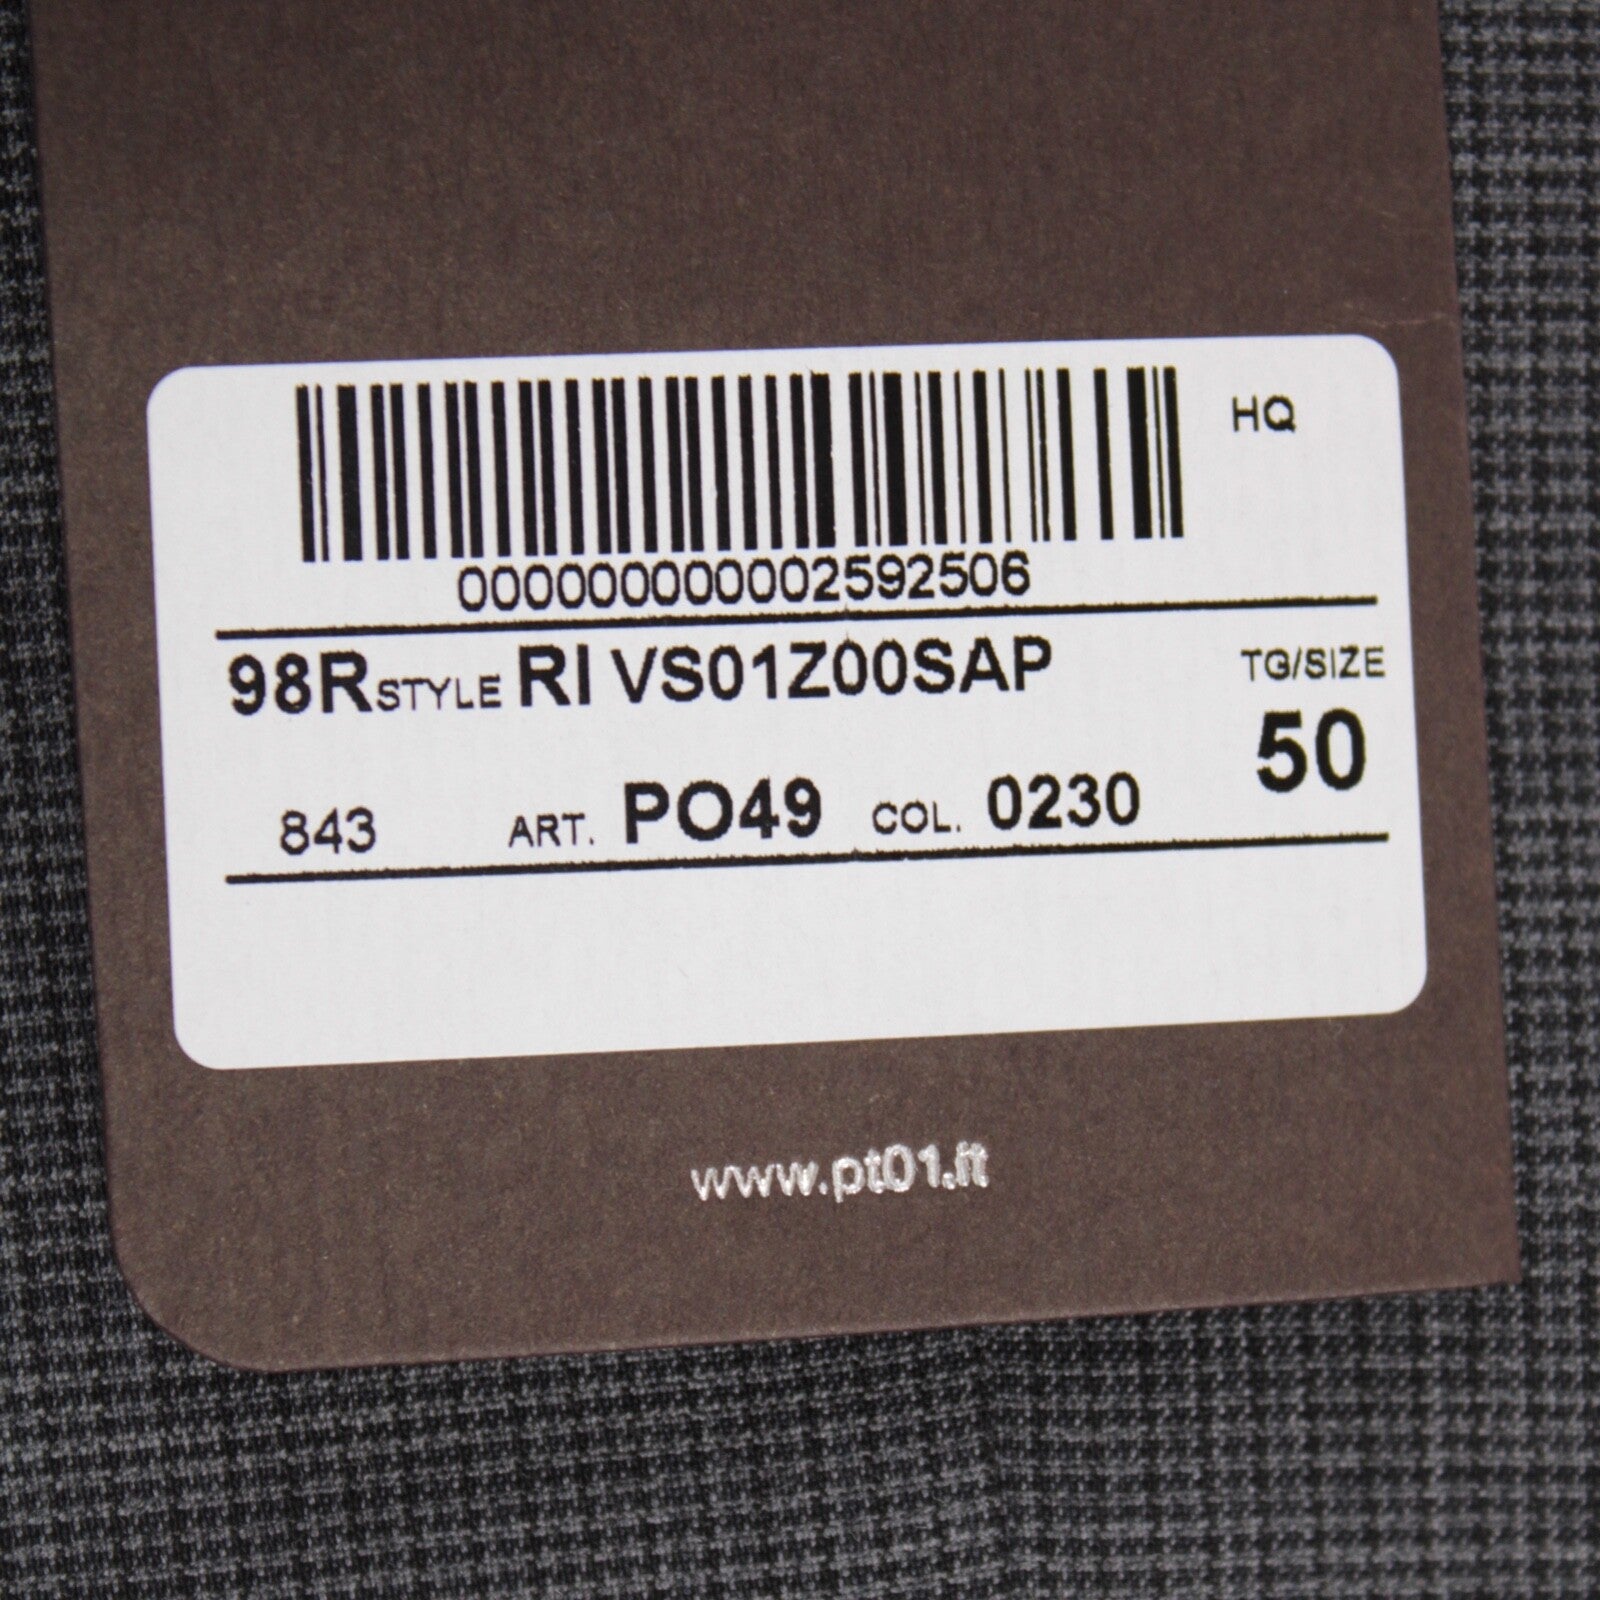 HQ
0000000000002592506
98R STYLE RI VS01Z00SAP
TG/SIZE
50
843 ART. PO49 COL. 0230
www.pt01.it